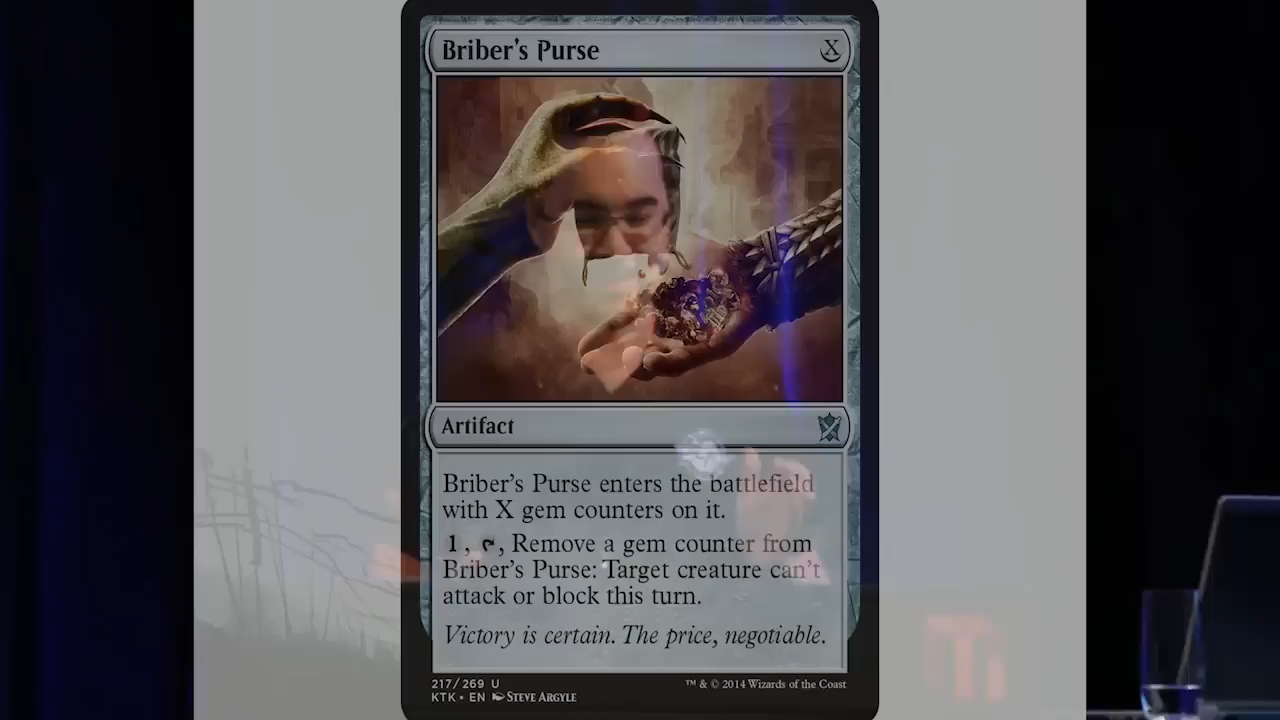 Briber's Purse X
Artifact
Briber's Purse enters the battlefield
with X gem counters on it.
1, , Remove a gem counter from
Briber's Purse: Target creature can't
attack or block this turn.
Victory is certain. The price, negotiable.
217/269 U
KTK • EN STEVE ARGYLE
™ & © 2014 Wizards of the Coast